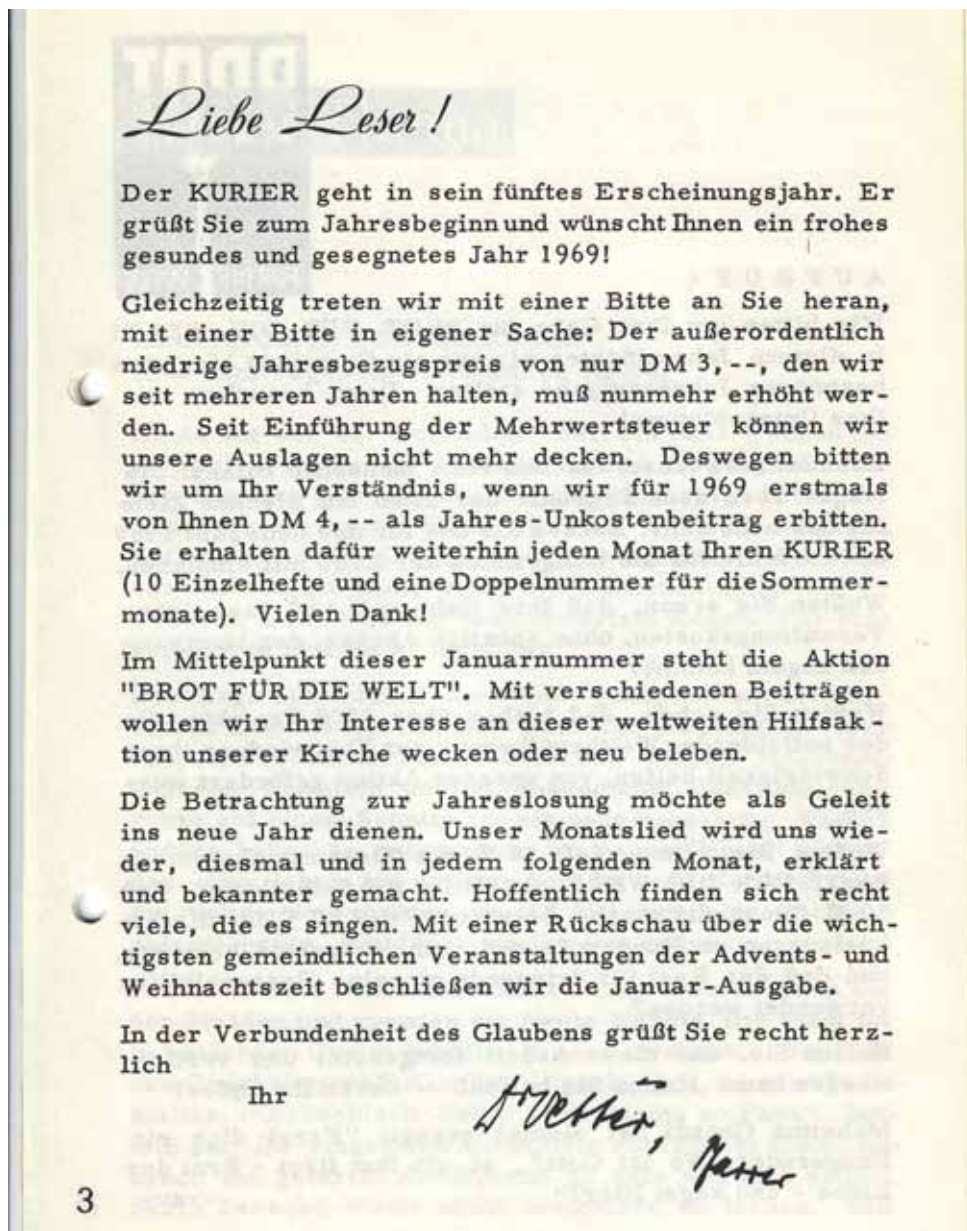 Liebe Leser!
Der KURIER geht in sein fünftes Erscheinungsjahr. Er
grüßt Sie zum Jahresbeginn und wünscht Ihnen ein frohes
gesundes und gesegnetes Jahr 1969!
Gleichzeitig treten wir mit einer Bitte an Sie heran,
mit einer Bitte in eigener Sache: Der außerordentlich
niedrige Jahresbezugspreis von nur DM 3,--, den wir
seit mehreren Jahren halten, muß nunmehr erhöht wer-
den. Seit Einführung der Mehrwertsteuer können wir
unsere Auslagen nicht mehr decken. Deswegen bitten
wir um Ihr Verständnis, wenn wir für 1969 erstmals
von Ihnen DM 4,-- als Jahres-Unkostenbeitrag erbitten.
Sie erhalten dafür weiterhin jeden Monat Ihren KURIER
(10 Einzelhefte und eine Doppelnummer für die Sommer-
monate). Vielen Dank!
Im Mittelpunkt dieser Januarnummer steht die Aktion
"BROT FÜR DIE WELT". Mit verschiedenen Beiträgen
wollen wir Ihr Interesse an dieser weltweiten Hilfsak-
tion unserer Kirche wecken oder neu beleben.
Die Betrachtung zur Jahreslosung möchte als Geleit
ins neue Jahr dienen. Unser Monatslied wird uns wie-
der, diesmal und in jedem folgenden Monat, erklärt
und bekannter gemacht. Hoffentlich finden sich recht
viele, die es singen. Mit einer Rückschau über die wich-
tigsten gemeindlichen Veranstaltungen der Advents- und
Weihnachtszeit beschließen wir die Januar-Ausgabe.
In der Verbundenheit des Glaubens grüßt Sie recht herz-
lich
Ihr
Pfarrer
3